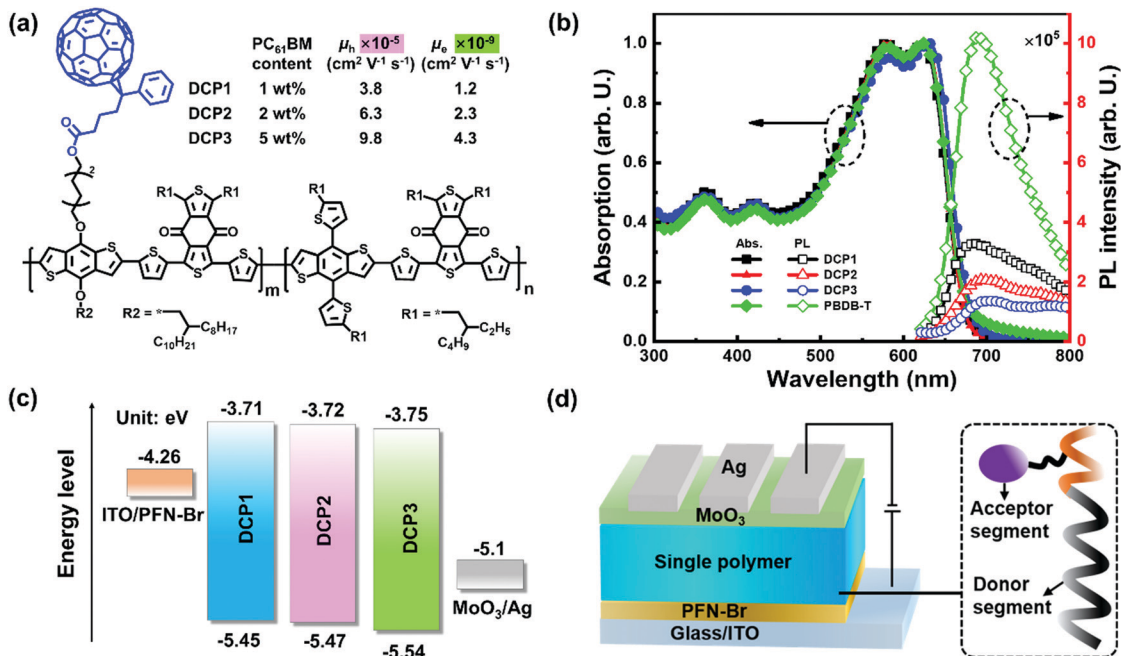 (a)
PC₆₁BM content
μh ×10⁻⁵ (cm² V⁻¹ s⁻¹)
μe ×10⁻⁹ (cm² V⁻¹ s⁻¹)
DCP1 1 wt% 3.8 1.2
DCP2 2 wt% 6.3 2.3
DCP3 5 wt% 9.8 4.3
O
O
2
O
R1 S R1
R1
R1 S R1
S
O O
S
O O
S S S S
S S S S
m
n
O
R2
S
R1
R2 = *
C₈H₁₇
C₁₀H₂₁
R1 = *
C₂H₅
C₄H₉
(b)
×10⁵
Absorption (arb. U.)
1.0
0.8
0.6
0.4
0.2
0.0
PL intensity (arb. U.)
10
8
6
4
2
0
Abs. PL
DCP1
DCP2
DCP3
PBDB-T
300 400 500 600 700 800
Wavelength (nm)
(c)
Energy level
Unit: eV
-3.71 -3.72 -3.75
-4.26
ITO/PFN-Br
DCP1
DCP2
DCP3
-5.1
MoO₃/Ag
-5.45 -5.47 -5.54
(d)
Ag
MoO₃
Single polymer
PFN-Br
Glass/ITO
Acceptor
segment
Donor
segment